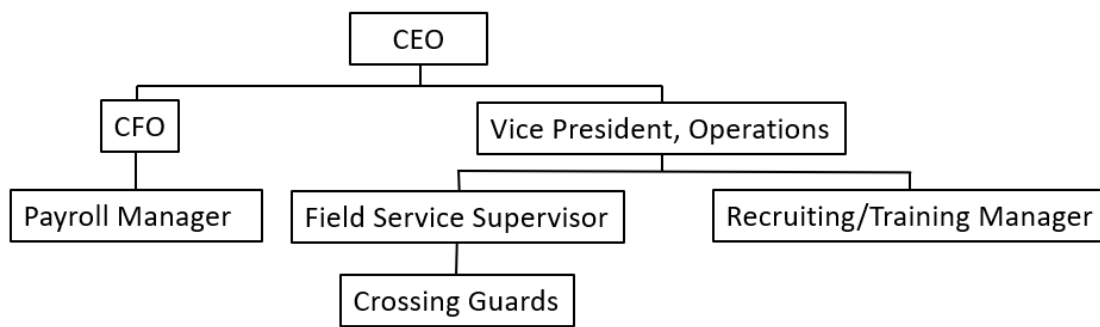 CEO
CFO
Vice President, Operations
Payroll Manager
Field Service Supervisor
Recruiting/Training Manager
Crossing Guards